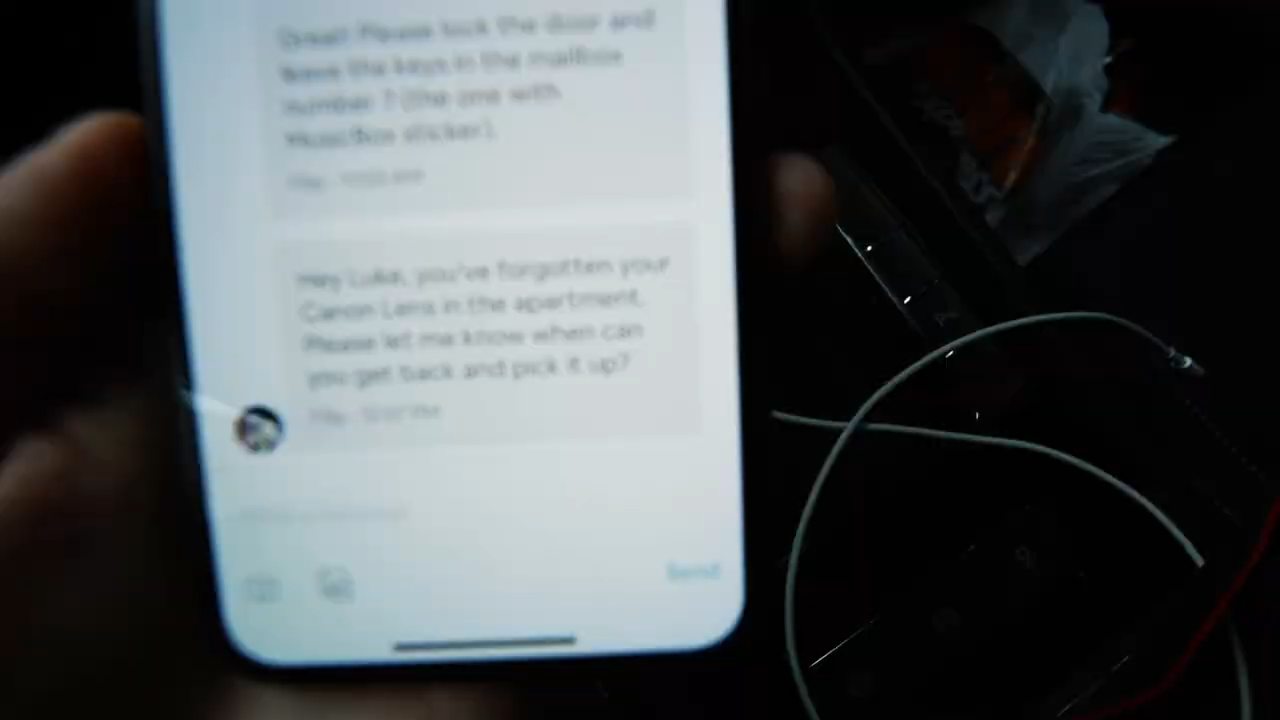 Great! Please lock the door and
leave the keys in the mailbox
number 7 (the one with
MusicBox sticker).
Hey Luke, you've forgotten your
Canon Lens in the apartment.
Please let me know when can
you get back and pick it up?
Send